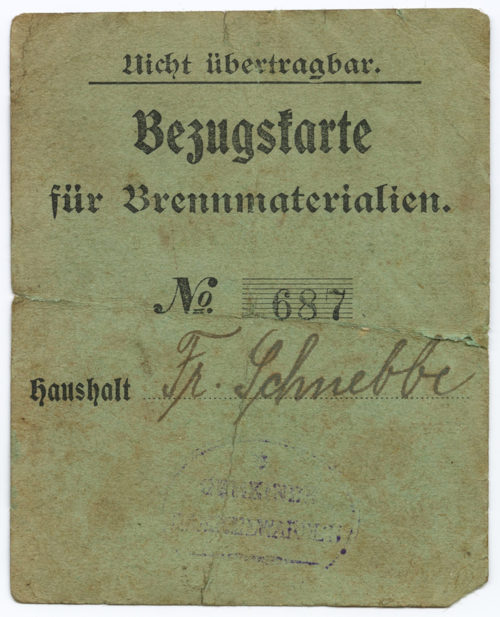 Nicht übertragbar.
Bezugskarte
für Brennmaterialien.
No. 687
Haushalt Fr. Schnebbe